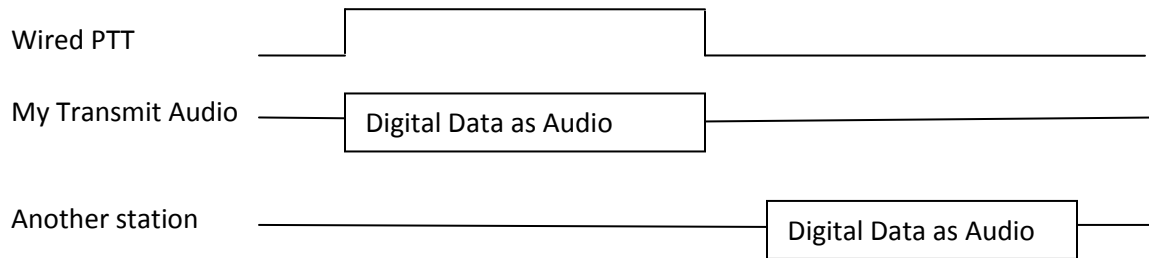 Wired PTT
My Transmit Audio
Digital Data as Audio
Another station
Digital Data as Audio